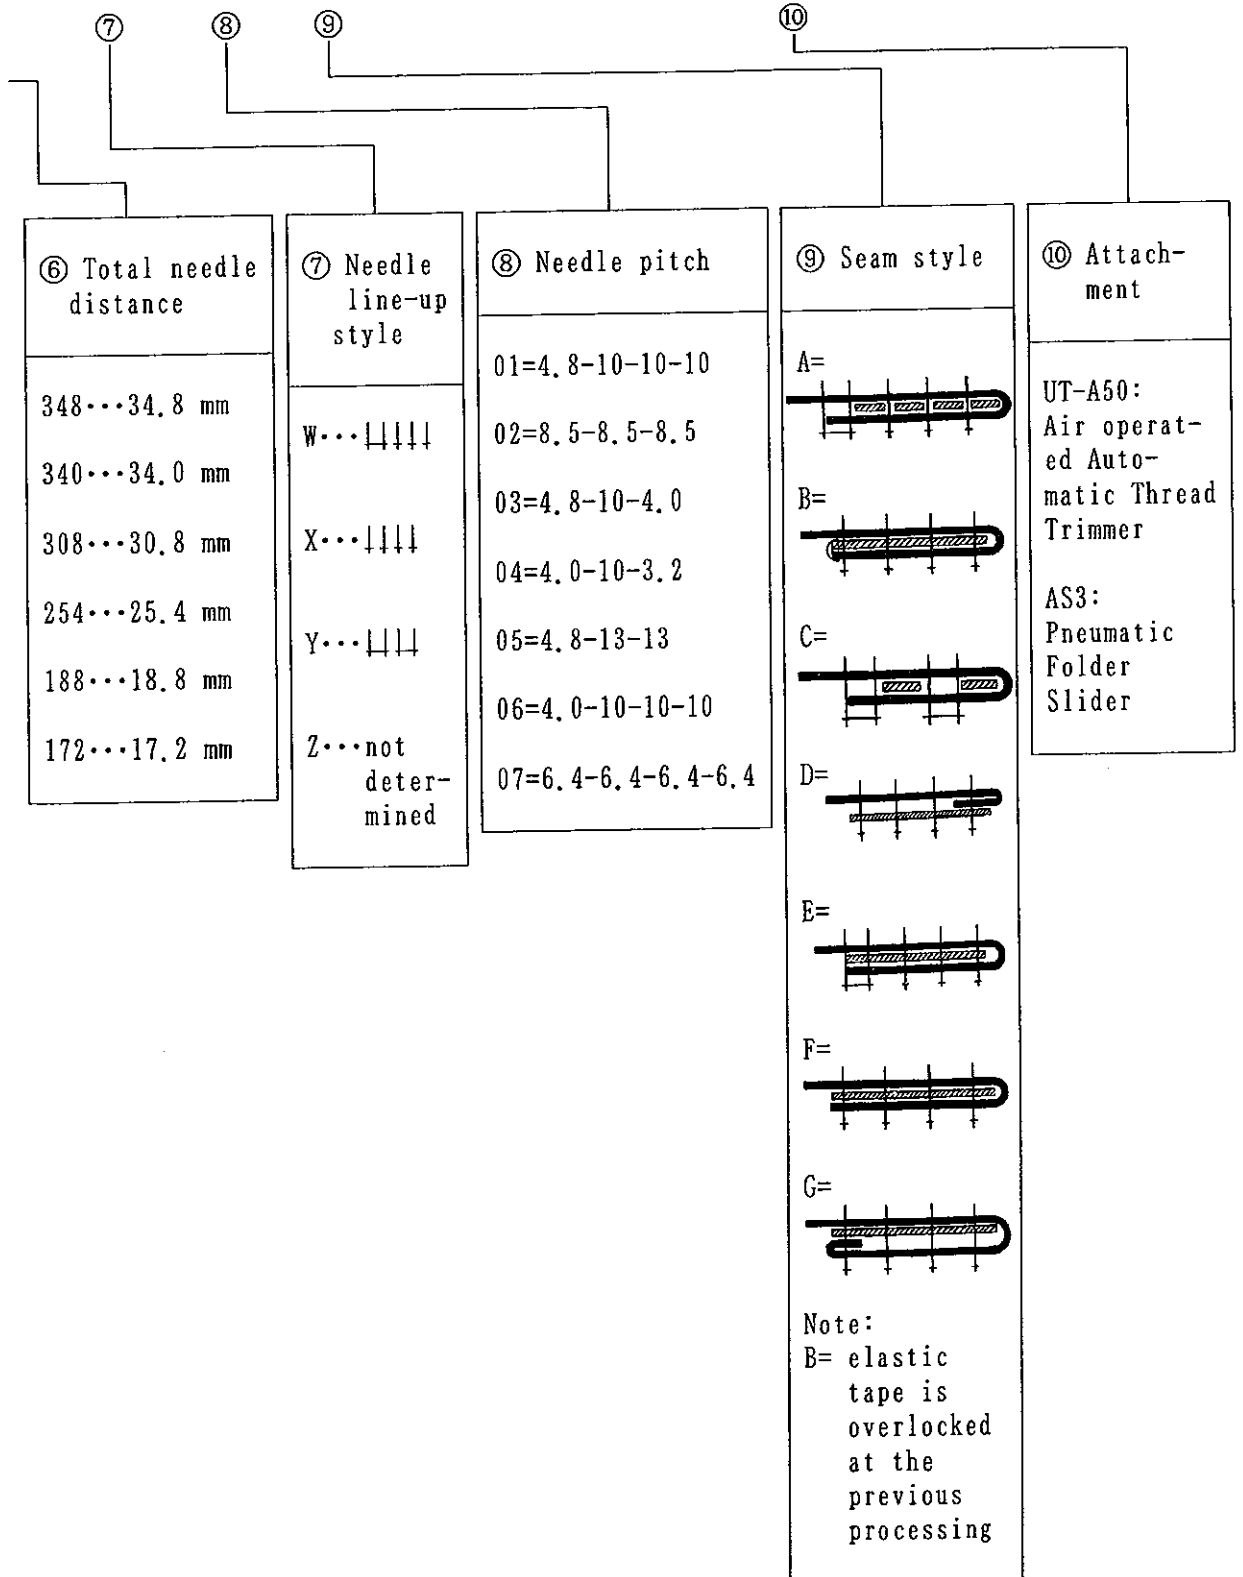 ⑦ ⑧ ⑨ ⑩
⑥ Total needle
distance
348···34.8 mm
340···34.0 mm
308···30.8 mm
254···25.4 mm
188···18.8 mm
172···17.2 mm
⑦ Needle
line-up
style
W···
X···
Y···
Z···not
deter-
mined
⑧ Needle pitch
01=4.8-10-10-10
02=8.5-8.5-8.5
03=4.8-10-4.0
04=4.0-10-3.2
05=4.8-13-13
06=4.0-10-10-10
07=6.4-6.4-6.4-6.4
⑨ Seam style
A=
B=
C=
D=
E=
F=
G=
Note:
B= elastic
tape is
overlocked
at the
previous
processing
⑩ Attach-
ment
UT-A50:
Air operat-
ed Auto-
matic Thread
Trimmer
AS3:
Pneumatic
Folder
Slider